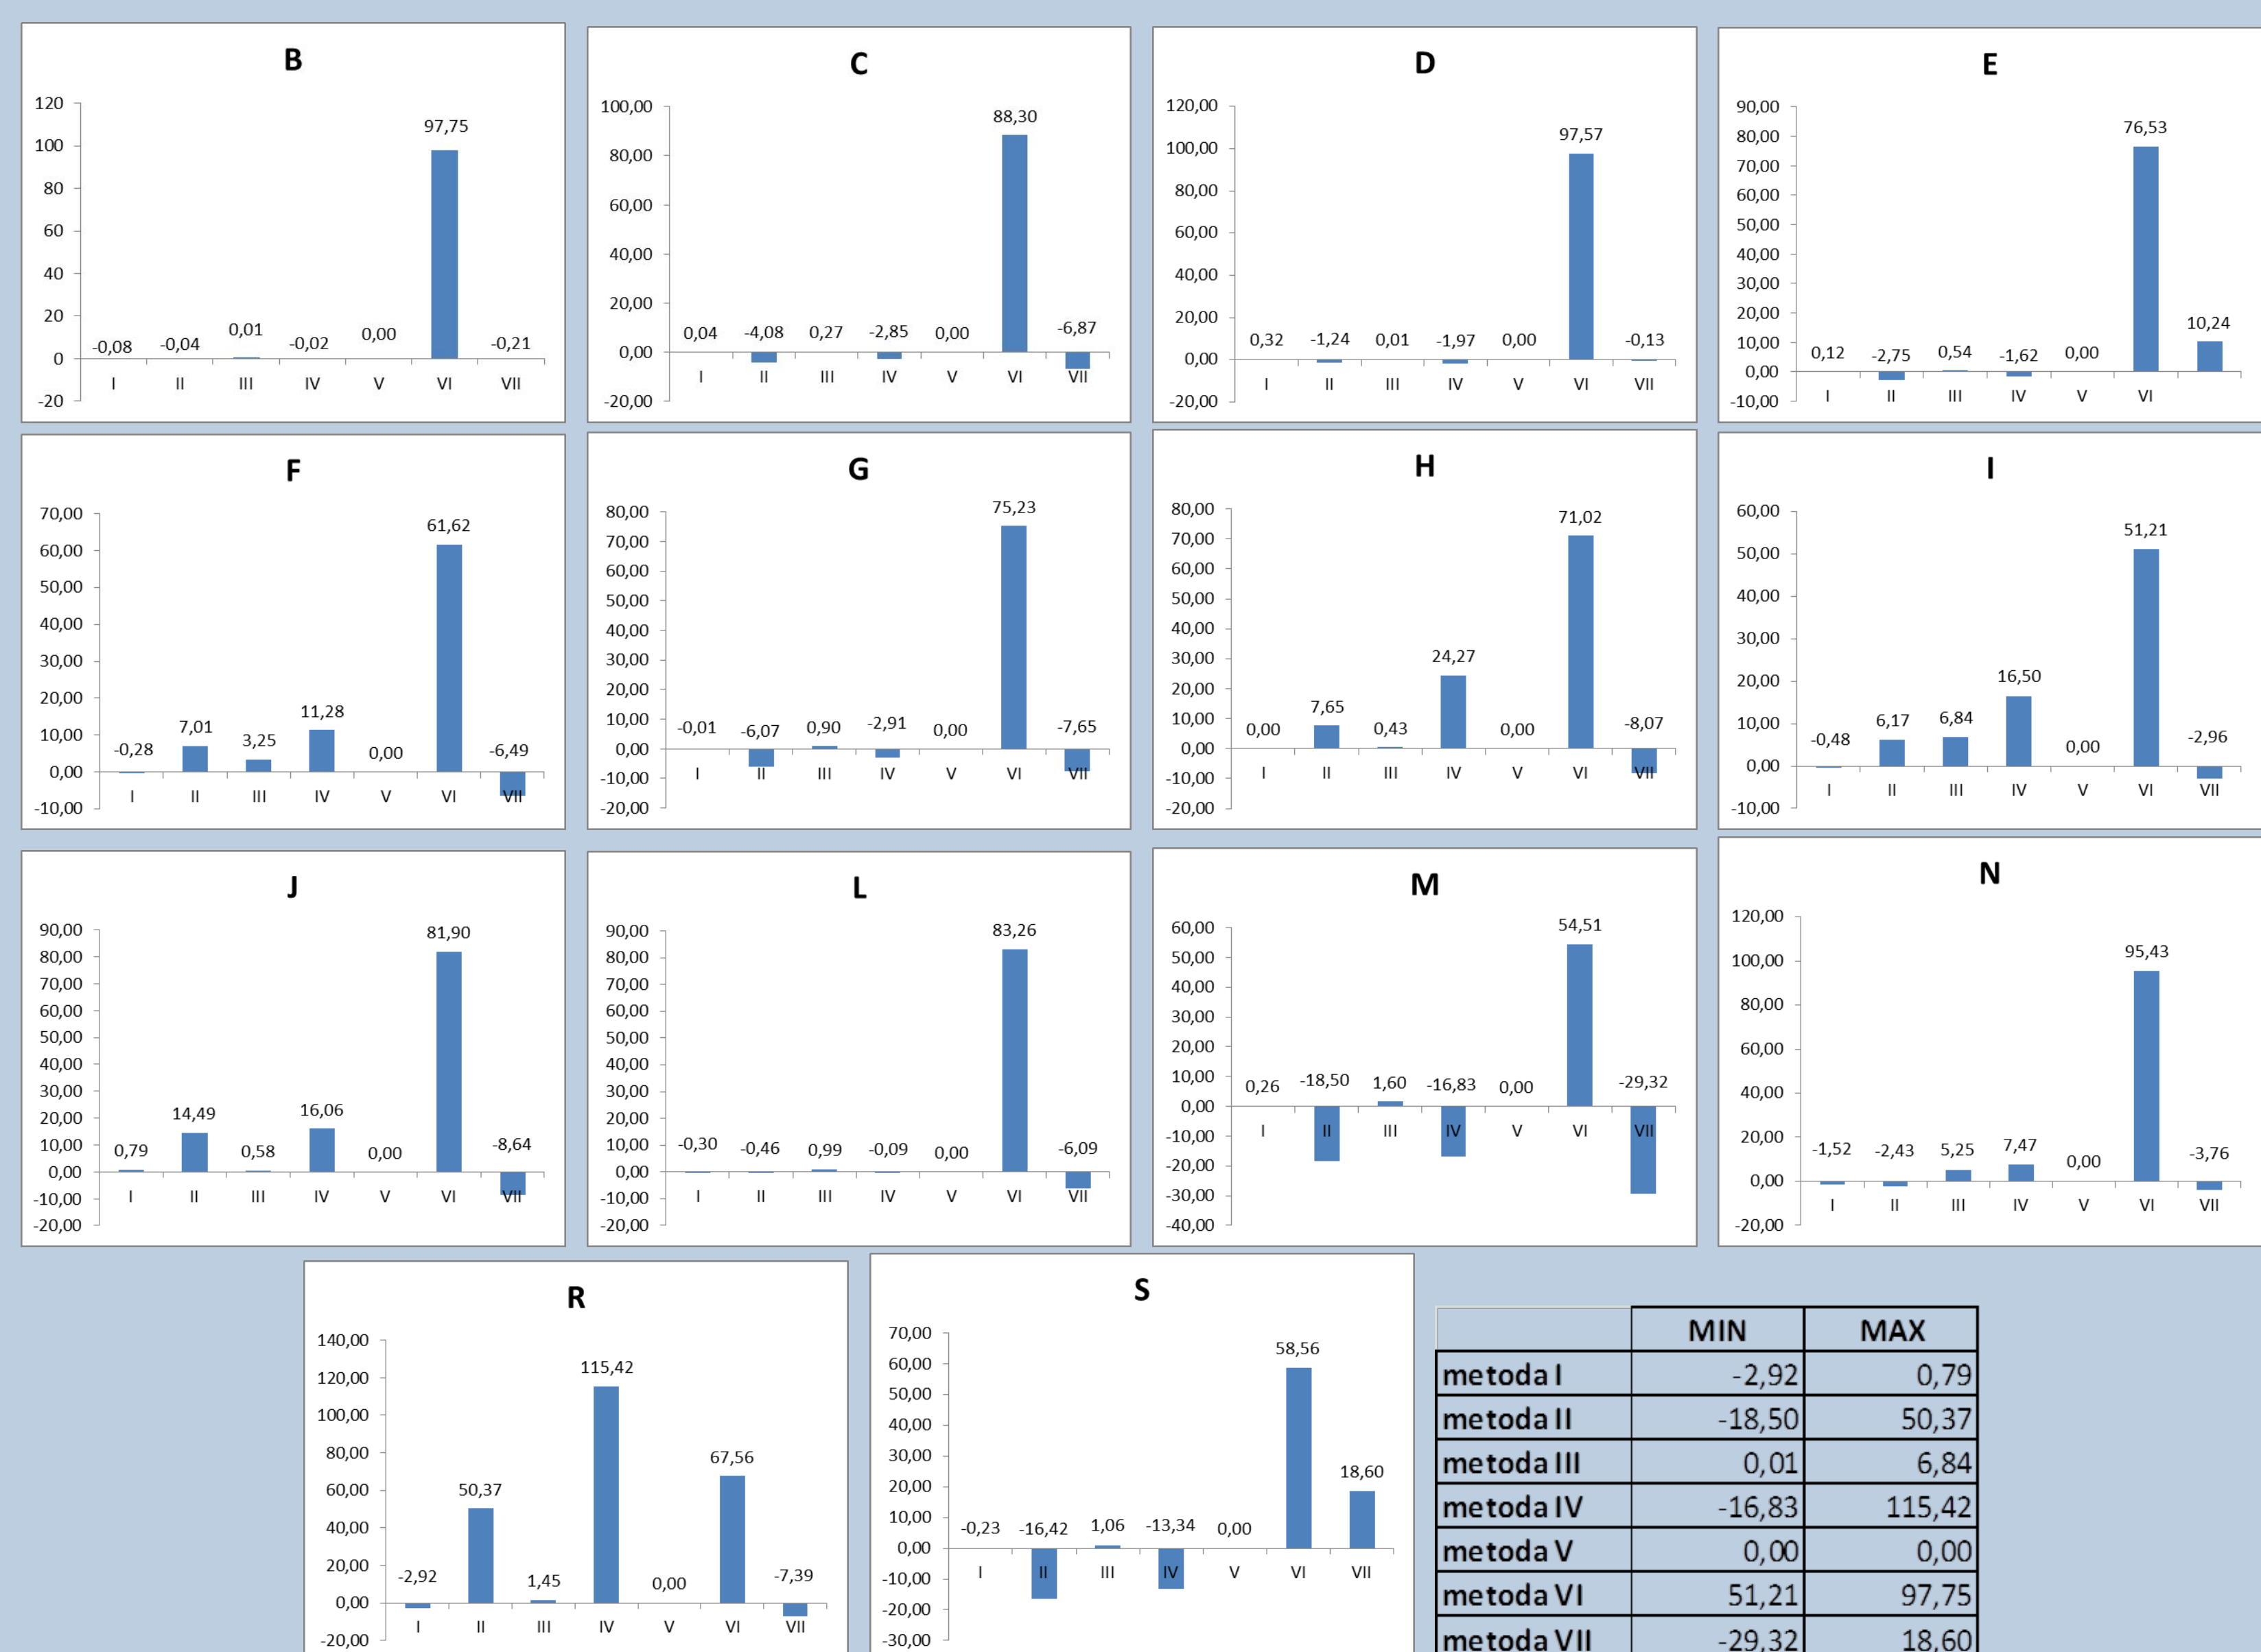 B
120
100
80
60
40
20
0
-20
-0,08 -0,04 0,01 -0,02 0,00 97,75 -0,21
I II III IV V VI VII
C
100,00
80,00
60,00
40,00
20,00
0,00
-20,00
0,04 -4,08 0,27 -2,85 0,00 88,30 -6,87
I II III IV V VI VII
D
120,00
100,00
80,00
60,00
40,00
20,00
0,00
-20,00
0,32 -1,24 0,01 -1,97 0,00 97,57 -0,13
I II III IV V VI VII
E
90,00
80,00
70,00
60,00
50,00
40,00
30,00
20,00
10,00
0,00
-10,00
0,12 -2,75 0,54 -1,62 0,00 76,53 10,24
I II III IV V VI
F
70,00
60,00
50,00
40,00
30,00
20,00
10,00
0,00
-10,00
-0,28 7,01 3,25 11,28 0,00 61,62 -6,49
I II III IV V VI VII
G
80,00
70,00
60,00
50,00
40,00
30,00
20,00
10,00
0,00
-10,00
-20,00
-0,01 -6,07 0,90 -2,91 0,00 75,23 -7,65
I II III IV V VI VII
H
80,00
70,00
60,00
50,00
40,00
30,00
20,00
10,00
0,00
-10,00
-20,00
0,00 7,65 0,43 24,27 0,00 71,02 -8,07
I II III IV V VI VII
I
60,00
50,00
40,00
30,00
20,00
10,00
0,00
-10,00
-0,48 6,17 6,84 16,50 0,00 51,21 -2,96
I II III IV V VI VII
J
90,00
80,00
70,00
60,00
50,00
40,00
30,00
20,00
10,00
0,00
-10,00
-20,00
0,79 14,49 0,58 16,06 0,00 81,90 -8,64
I II III IV V VI VII
L
90,00
80,00
70,00
60,00
50,00
40,00
30,00
20,00
10,00
0,00
-10,00
-20,00
-0,30 -0,46 0,99 -0,09 0,00 83,26 -6,09
I II III IV V VI VII
M
60,00
50,00
40,00
30,00
20,00
10,00
0,00
-10,00
-20,00
-30,00
-40,00
0,26 -18,50 1,60 -16,83 0,00 54,51 -29,32
I II III IV V VI VII
N
120,00
100,00
80,00
60,00
40,00
20,00
0,00
-20,00
-1,52 -2,43 5,25 7,47 0,00 95,43 -3,76
I II III IV V VI VII
R
140,00
120,00
100,00
80,00
60,00
40,00
20,00
0,00
-20,00
-2,92 50,37 1,45 115,42 0,00 67,56 -7,39
I II III IV V VI VII
S
70,00
60,00
50,00
40,00
30,00
20,00
10,00
0,00
-10,00
-20,00
-30,00
-0,23 -16,42 1,06 -13,34 0,00 58,56 18,60
I II III IV V VI VII
MIN MAX
metoda I -2,92 0,79
metoda II -18,50 50,37
metoda III 0,01 6,84
metoda IV -16,83 115,42
metoda V 0,00 0,00
metoda VI 51,21 97,75
metoda VII -29,32 18,60